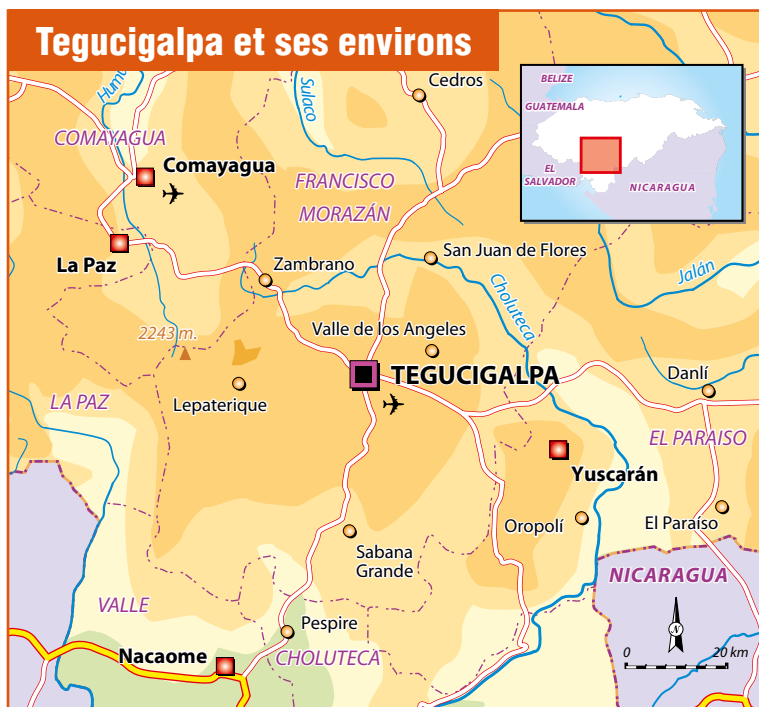 Tegucigalpa et ses environs
Cedros
BELIZE
GUATEMALA
EL
SALVADOR
NICARAGUA
Sulaco
COMAYAGUA
Comayagua
FRANCISCO
MORAZÁN
La Paz
Zambrano
San Juan de Flores
Choluteca
Jalán
2243 m.
Valle de los Angeles
TEGUCIGALPA
Lepaterique
Danlí
LA PAZ
EL PARAISO
Yuscarán
Oropolí
El Paraíso
Sabana
Grande
NICARAGUA
VALLE
Pespire
N
Nacaome
CHOLUTECA
0 20 km